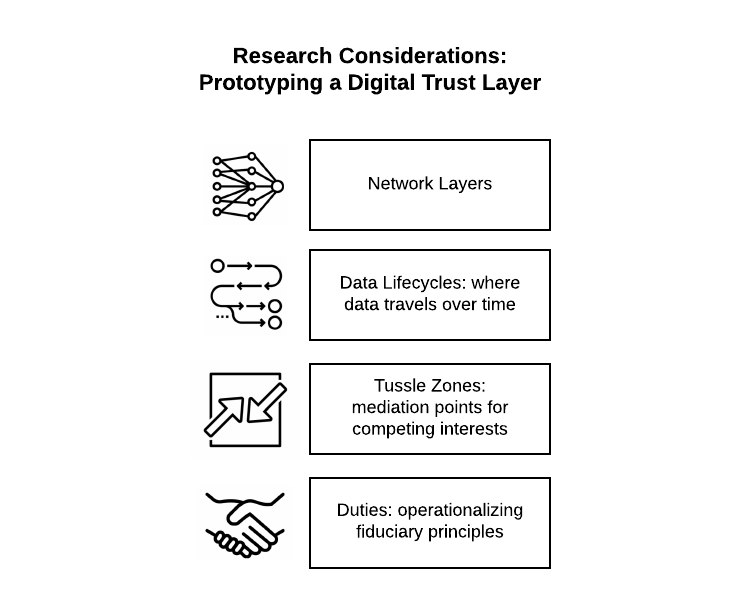 Research Considerations:
Prototyping a Digital Trust Layer
Network Layers
Data Lifecycles: where
data travels over time
...
Tussle Zones:
mediation points for
competing interests
Duties: operationalizing
fiduciary principles